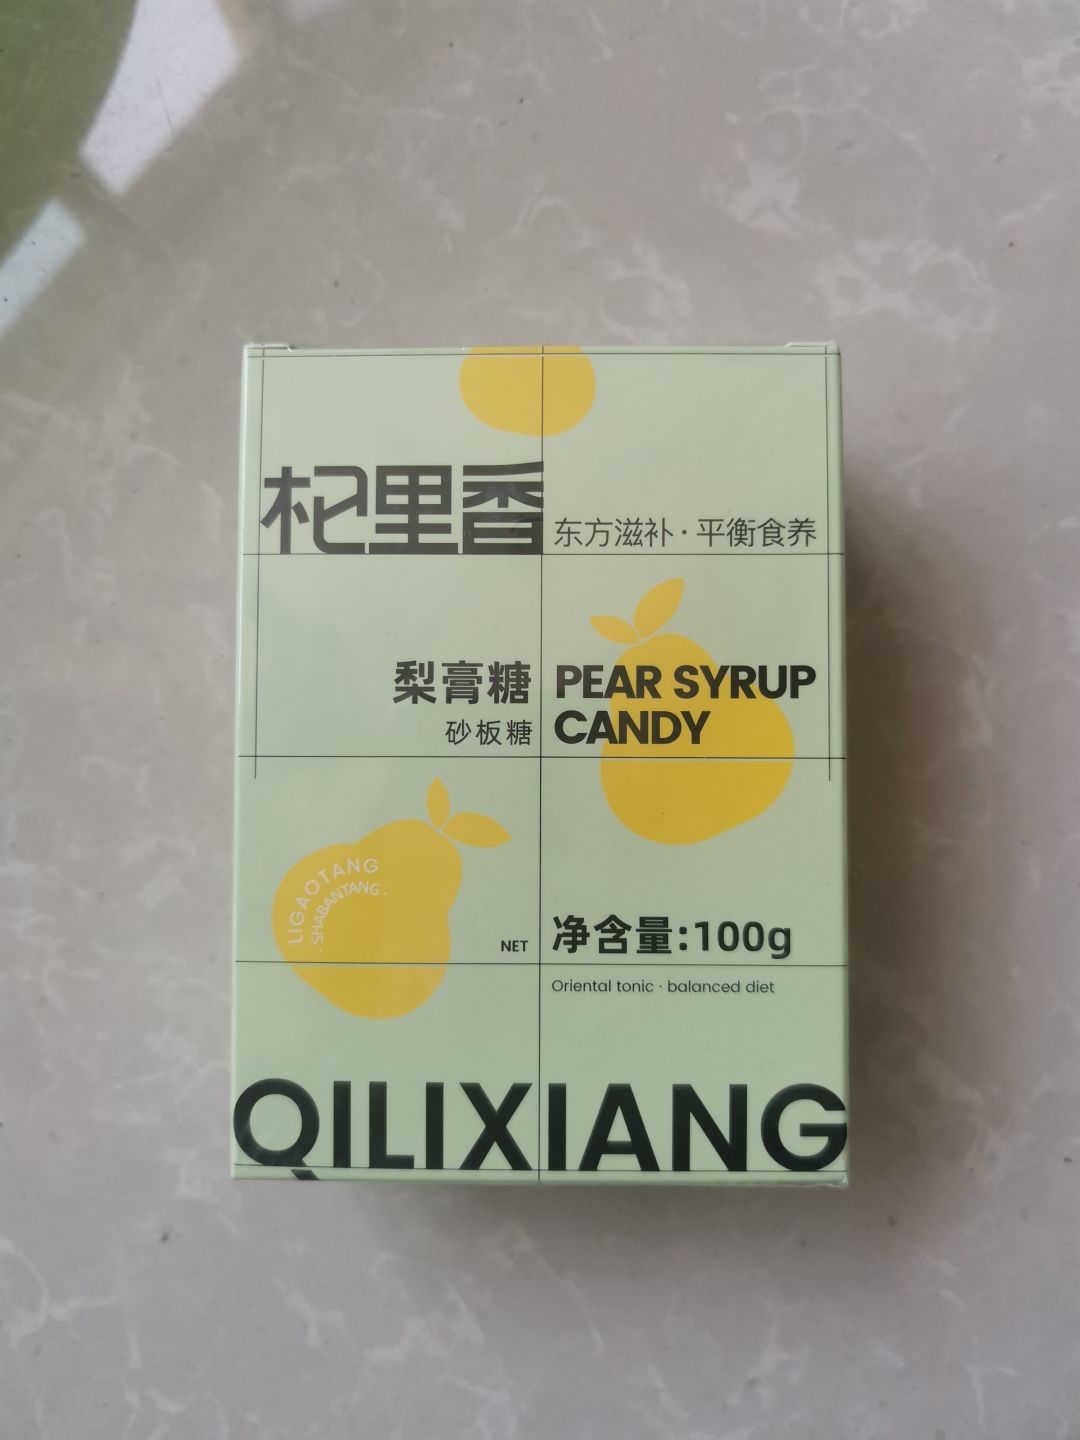 杞里香
东方滋补·平衡食养
梨膏糖
砂板糖
PEAR SYRUP
CANDY
LIGAOTANG
·SHABANTANG·
NET
净含量:100g
Oriental tonic · balanced diet
QILIXIANG